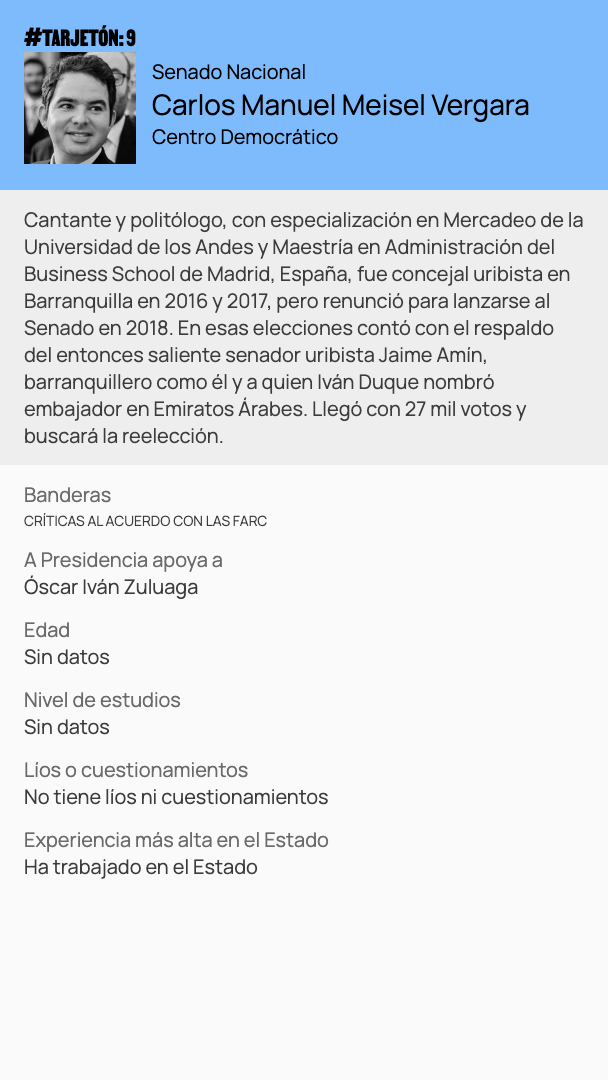 #TARJETÓN: 9
Senado Nacional
Carlos Manuel Meisel Vergara
Centro Democrático
Cantante y politólogo, con especialización en Mercadeo de la
Universidad de los Andes y Maestría en Administración del
Business School de Madrid, España, fue concejal uribista en
Barranquilla en 2016 y 2017, pero renunció para lanzarse al
Senado en 2018. En esas elecciones contó con el respaldo
del entonces saliente senador uribista Jaime Amín,
barranquillero como él y a quien Iván Duque nombró
embajador en Emiratos Árabes. Llegó con 27 mil votos y
buscará la reelección.
Banderas
CRÍTICAS AL ACUERDO CON LAS FARC
A Presidencia apoya a
Óscar Iván Zuluaga
Edad
Sin datos
Nivel de estudios
Sin datos
Líos o cuestionamientos
No tiene líos ni cuestionamientos
Experiencia más alta en el Estado
Ha trabajado en el Estado